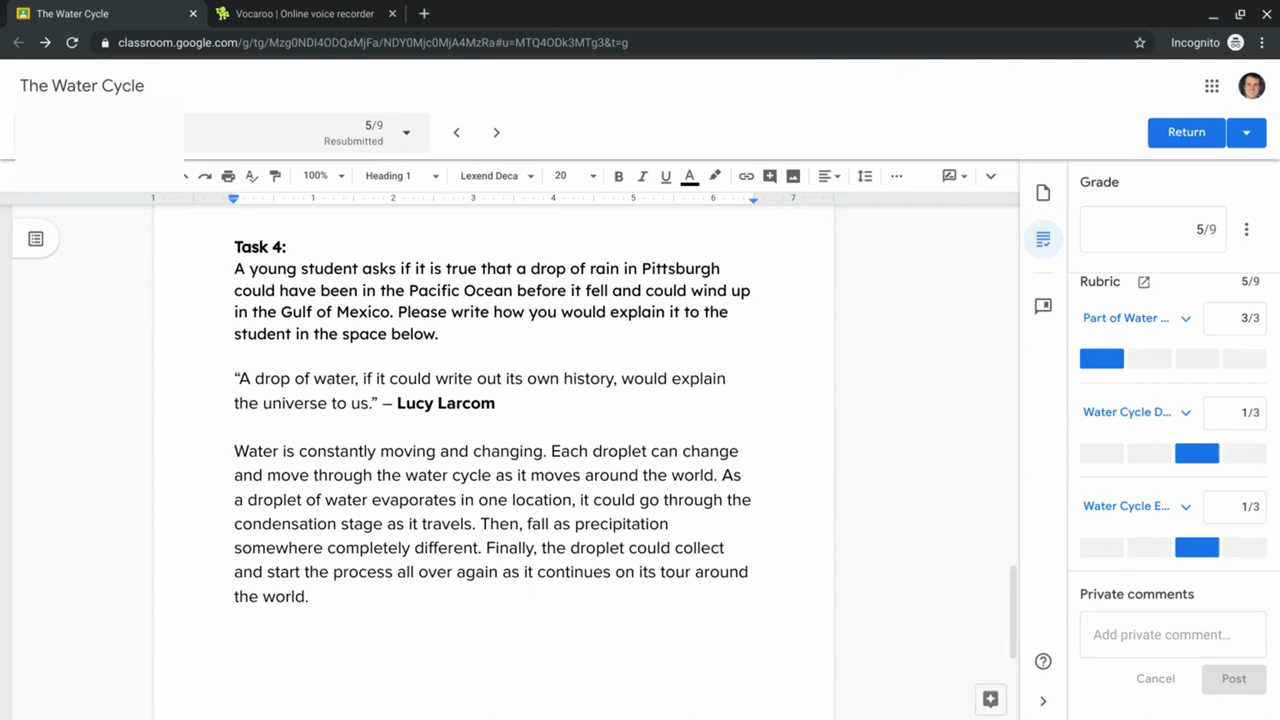 The Water Cycle
Vocaroo | Online voice recorder
classroom.google.com/g/tg/Mzg0NDI4ODQxMjFa/NDY0Mjc0MjA4MzRa#u=MTQ4ODk3MTg3&t=g
Incognito
The Water Cycle
5/9
Resubmitted
Return
100%
Heading 1
Lexend Deca
20
B I U A
1 1 2 3 4 5 6 7
Grade
5/9
Rubric 5/9
Part of Water ... 3/3
Water Cycle D... 1/3
Water Cycle E... 1/3
Private comments
Add private comment…
Cancel Post
Task 4:
A young student asks if it is true that a drop of rain in Pittsburgh
could have been in the Pacific Ocean before it fell and could wind up
in the Gulf of Mexico. Please write how you would explain it to the
student in the space below.
“A drop of water, if it could write out its own history, would explain
the universe to us.” – Lucy Larcom
Water is constantly moving and changing. Each droplet can change
and move through the water cycle as it moves around the world. As
a droplet of water evaporates in one location, it could go through the
condensation stage as it travels. Then, fall as precipitation
somewhere completely different. Finally, the droplet could collect
and start the process all over again as it continues on its tour around
the world.